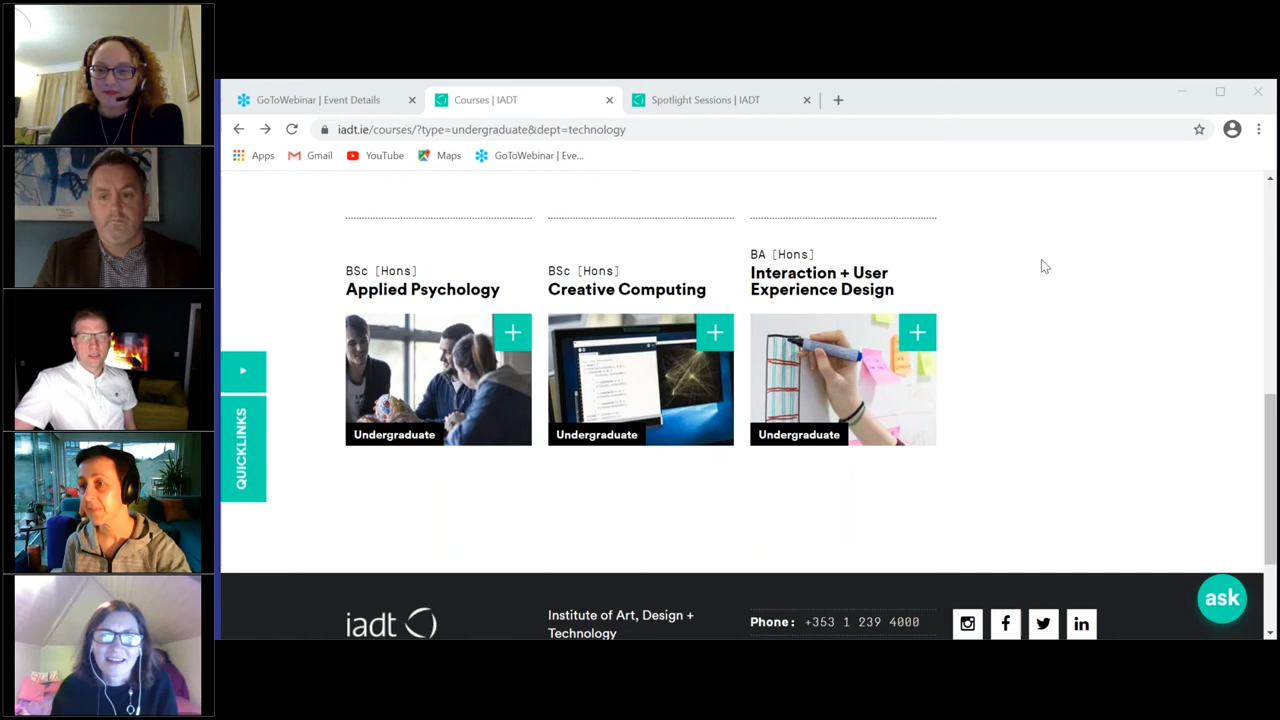 GoToWebinar | Event Details
Courses | IADT
Spotlight Sessions | IADT
iadt.ie/courses/?type=undergraduate&dept=technology
Apps
Gmail
YouTube
Maps
GoToWebinar | Eve...
BSc [Hons]
Applied Psychology
BSc [Hons]
Creative Computing
BA [Hons]
Interaction + User
Experience Design
Undergraduate
Undergraduate
Undergraduate
QUICKLINKS
ask
iadt
Institute of Art, Design +
Technology
Phone: +353 1 239 4000